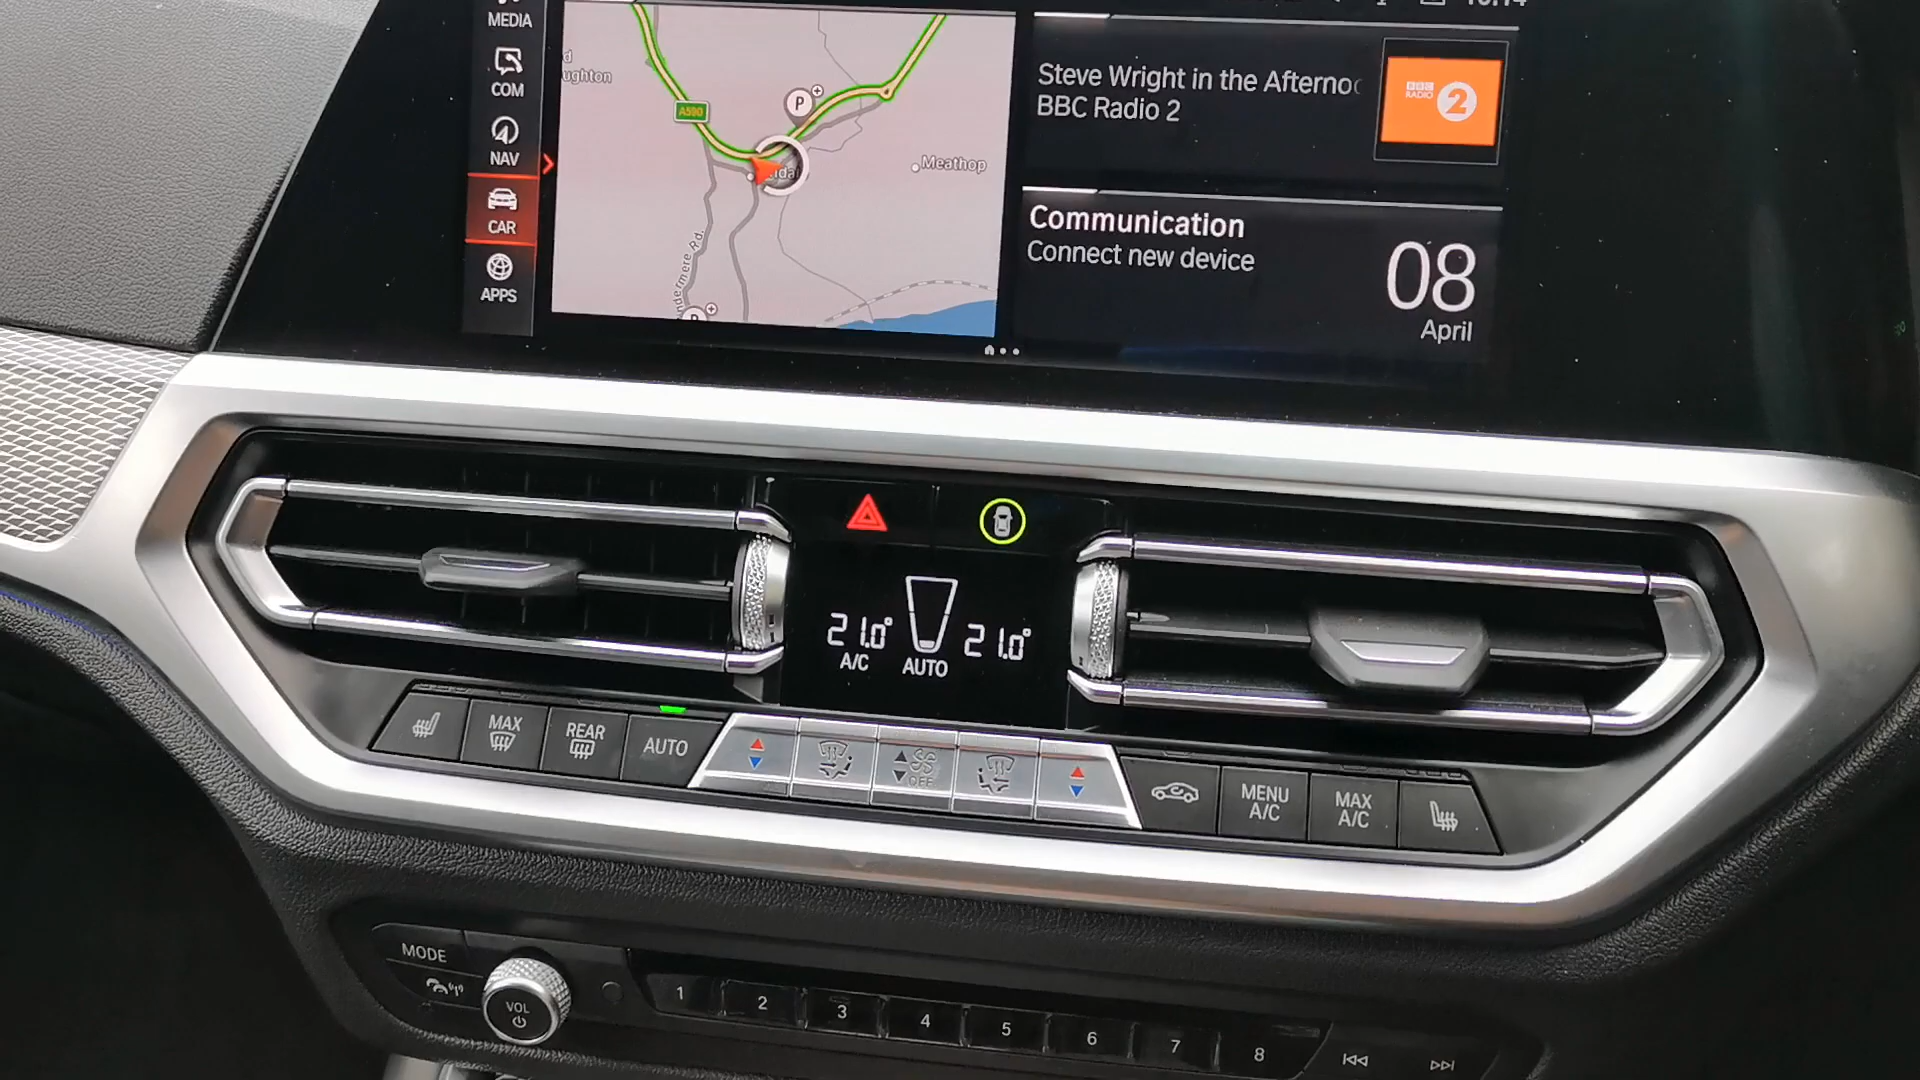 MEDIA
COM
NAV
CAR
APPS
ughton
A590
P
Meathop
Steve Wright in the Afterno
BBC Radio 2
BBC
RADIO 2
Communication
Connect new device
08
April
21.0°
A/C
AUTO
21.0°
MAX
REAR
AUTO
OFF
MENU
A/C
MAX
A/C
MODE
VOL
1
2
3
4
5
6
7
8